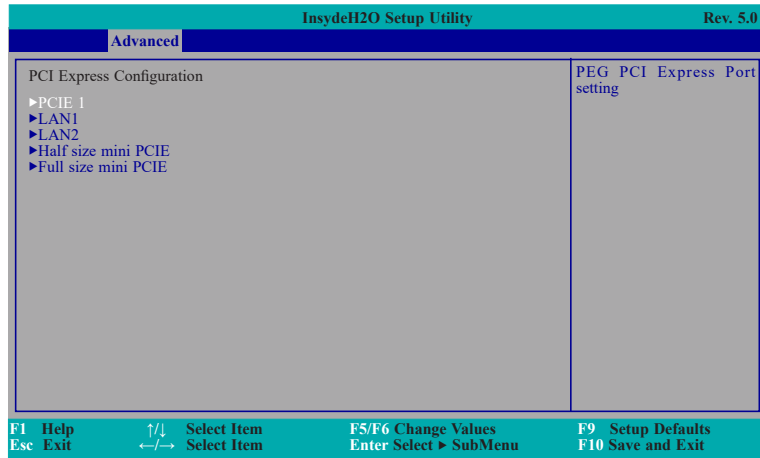 InsydeH2O Setup Utility Rev. 5.0
Advanced
PCI Express Configuration
►PCIE 1
►LAN1
►LAN2
►Half size mini PCIE
►Full size mini PCIE
PEG PCI Express Port
setting
F1 Help ↑/↓ Select Item F5/F6 Change Values F9 Setup Defaults
Esc Exit ←/→ Select Item Enter Select ► SubMenu F10 Save and Exit